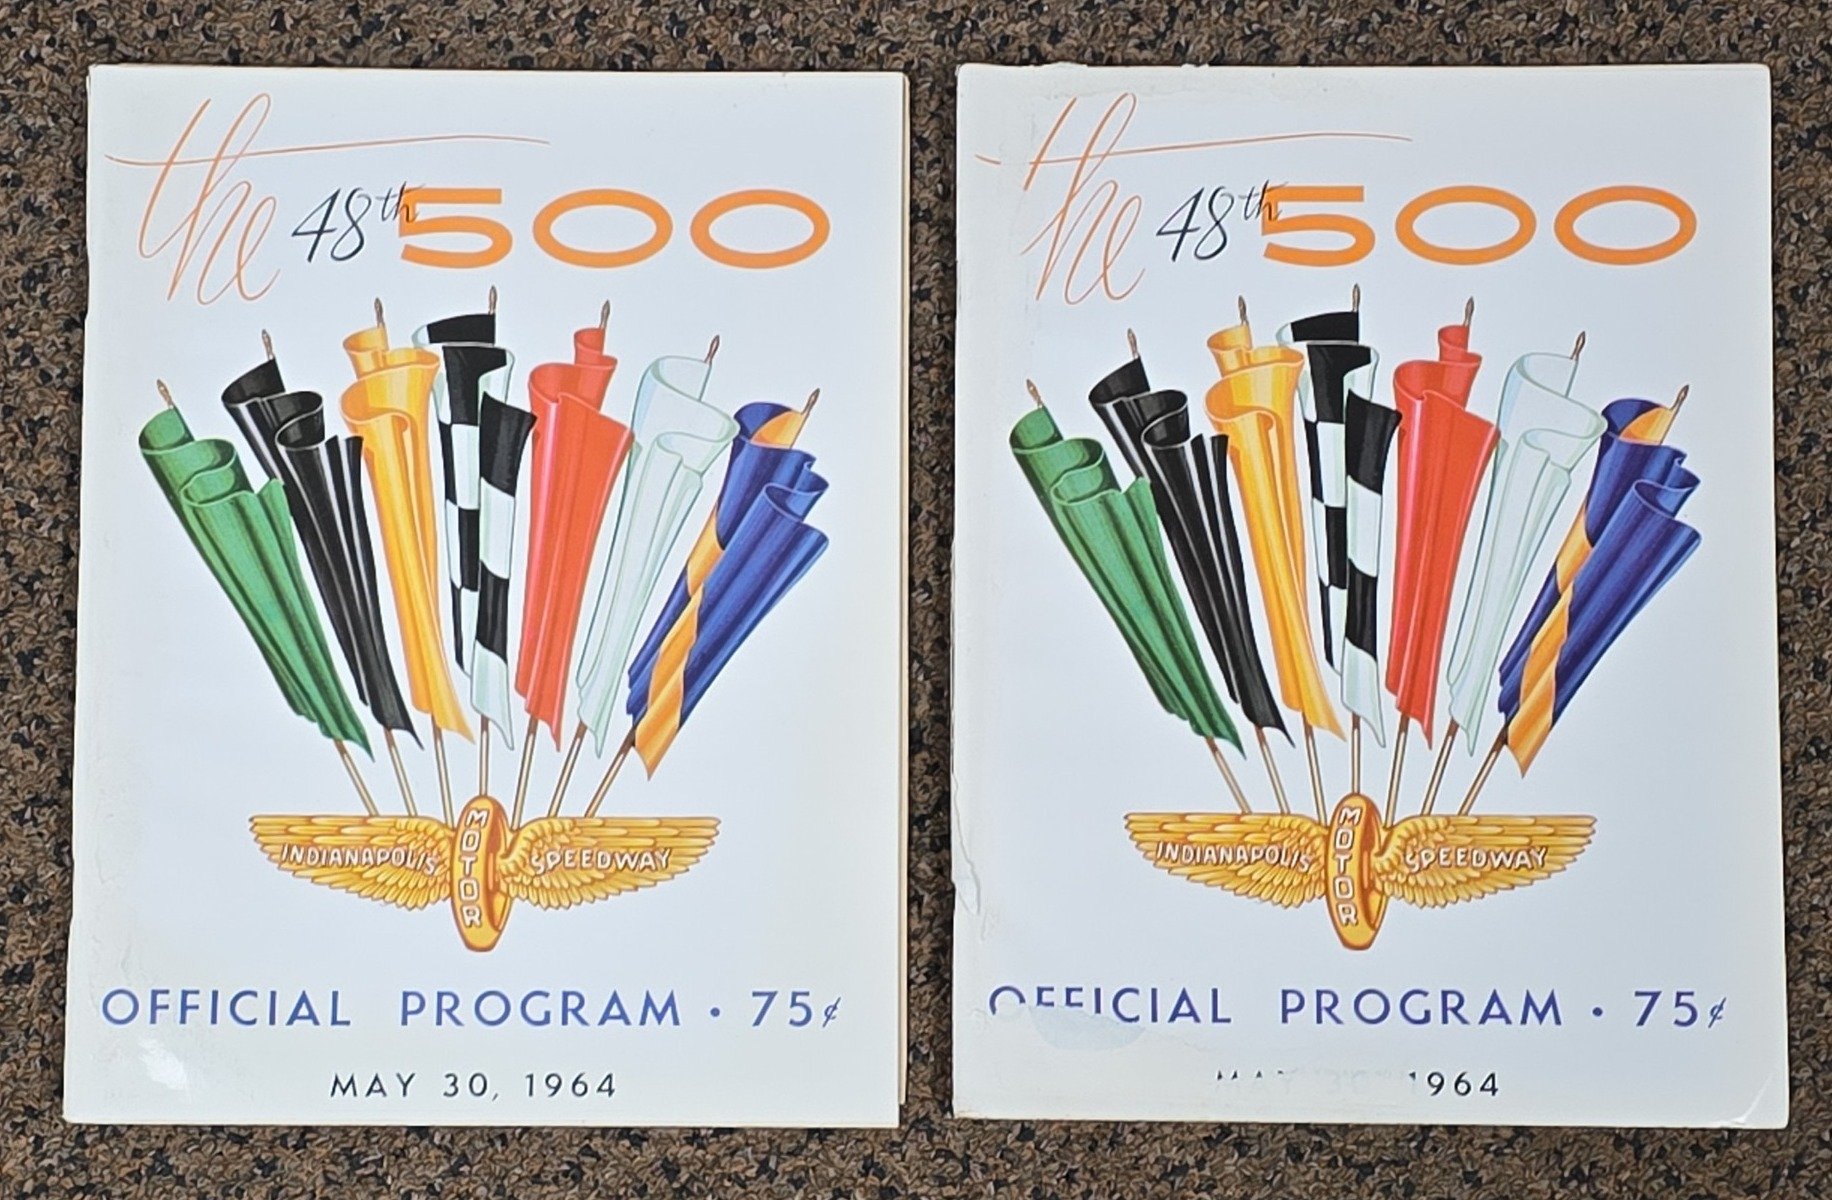 the 48th 500
INDIANAPOLIS MOTOR SPEEDWAY
OFFICIAL PROGRAM • 75¢
MAY 30, 1964
the 48th 500
INDIANAPOLIS MOTOR SPEEDWAY
OFFICIAL PROGRAM • 75¢
1964